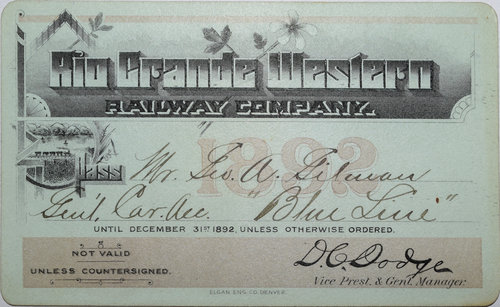 Rio Grande Western
RAILWAY COMPANY.
1892
Pass Mr. Geo. A. Gilman
Gen'l. Car. Acc. "Blue Line"
UNTIL DECEMBER 31ST 1892, UNLESS OTHERWISE ORDERED.
NOT VALID
UNLESS COUNTERSIGNED.
D.C. Dodge
Vice Prest. & Genl. Manager.
ELGAN ENG. CO. DENVER.